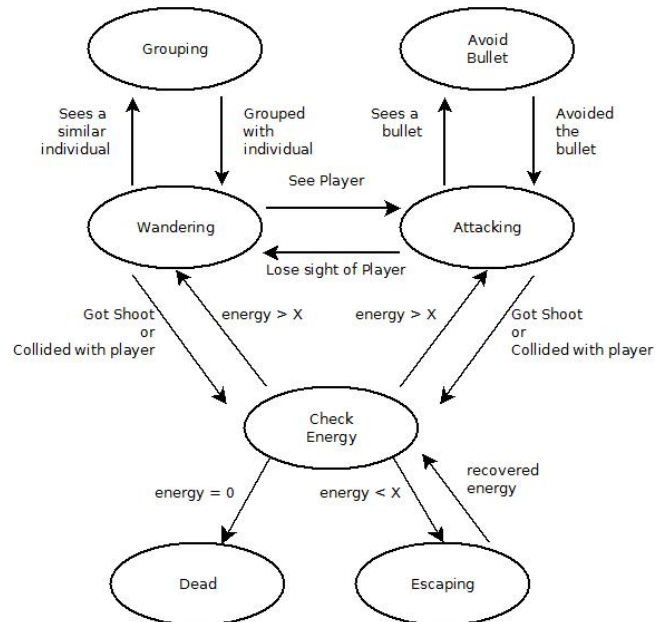 Grouping
Avoid
Bullet
Sees a
similar
individual
Grouped
with
individual
Sees a
bullet
Avoided
the
bullet
See Player
Wandering
Attacking
Lose sight of Player
Got Shoot
or
Collided with player
energy > X
energy > X
Got Shoot
or
Collided with player
Check
Energy
energy = 0
energy < X
recovered
energy
Dead
Escaping